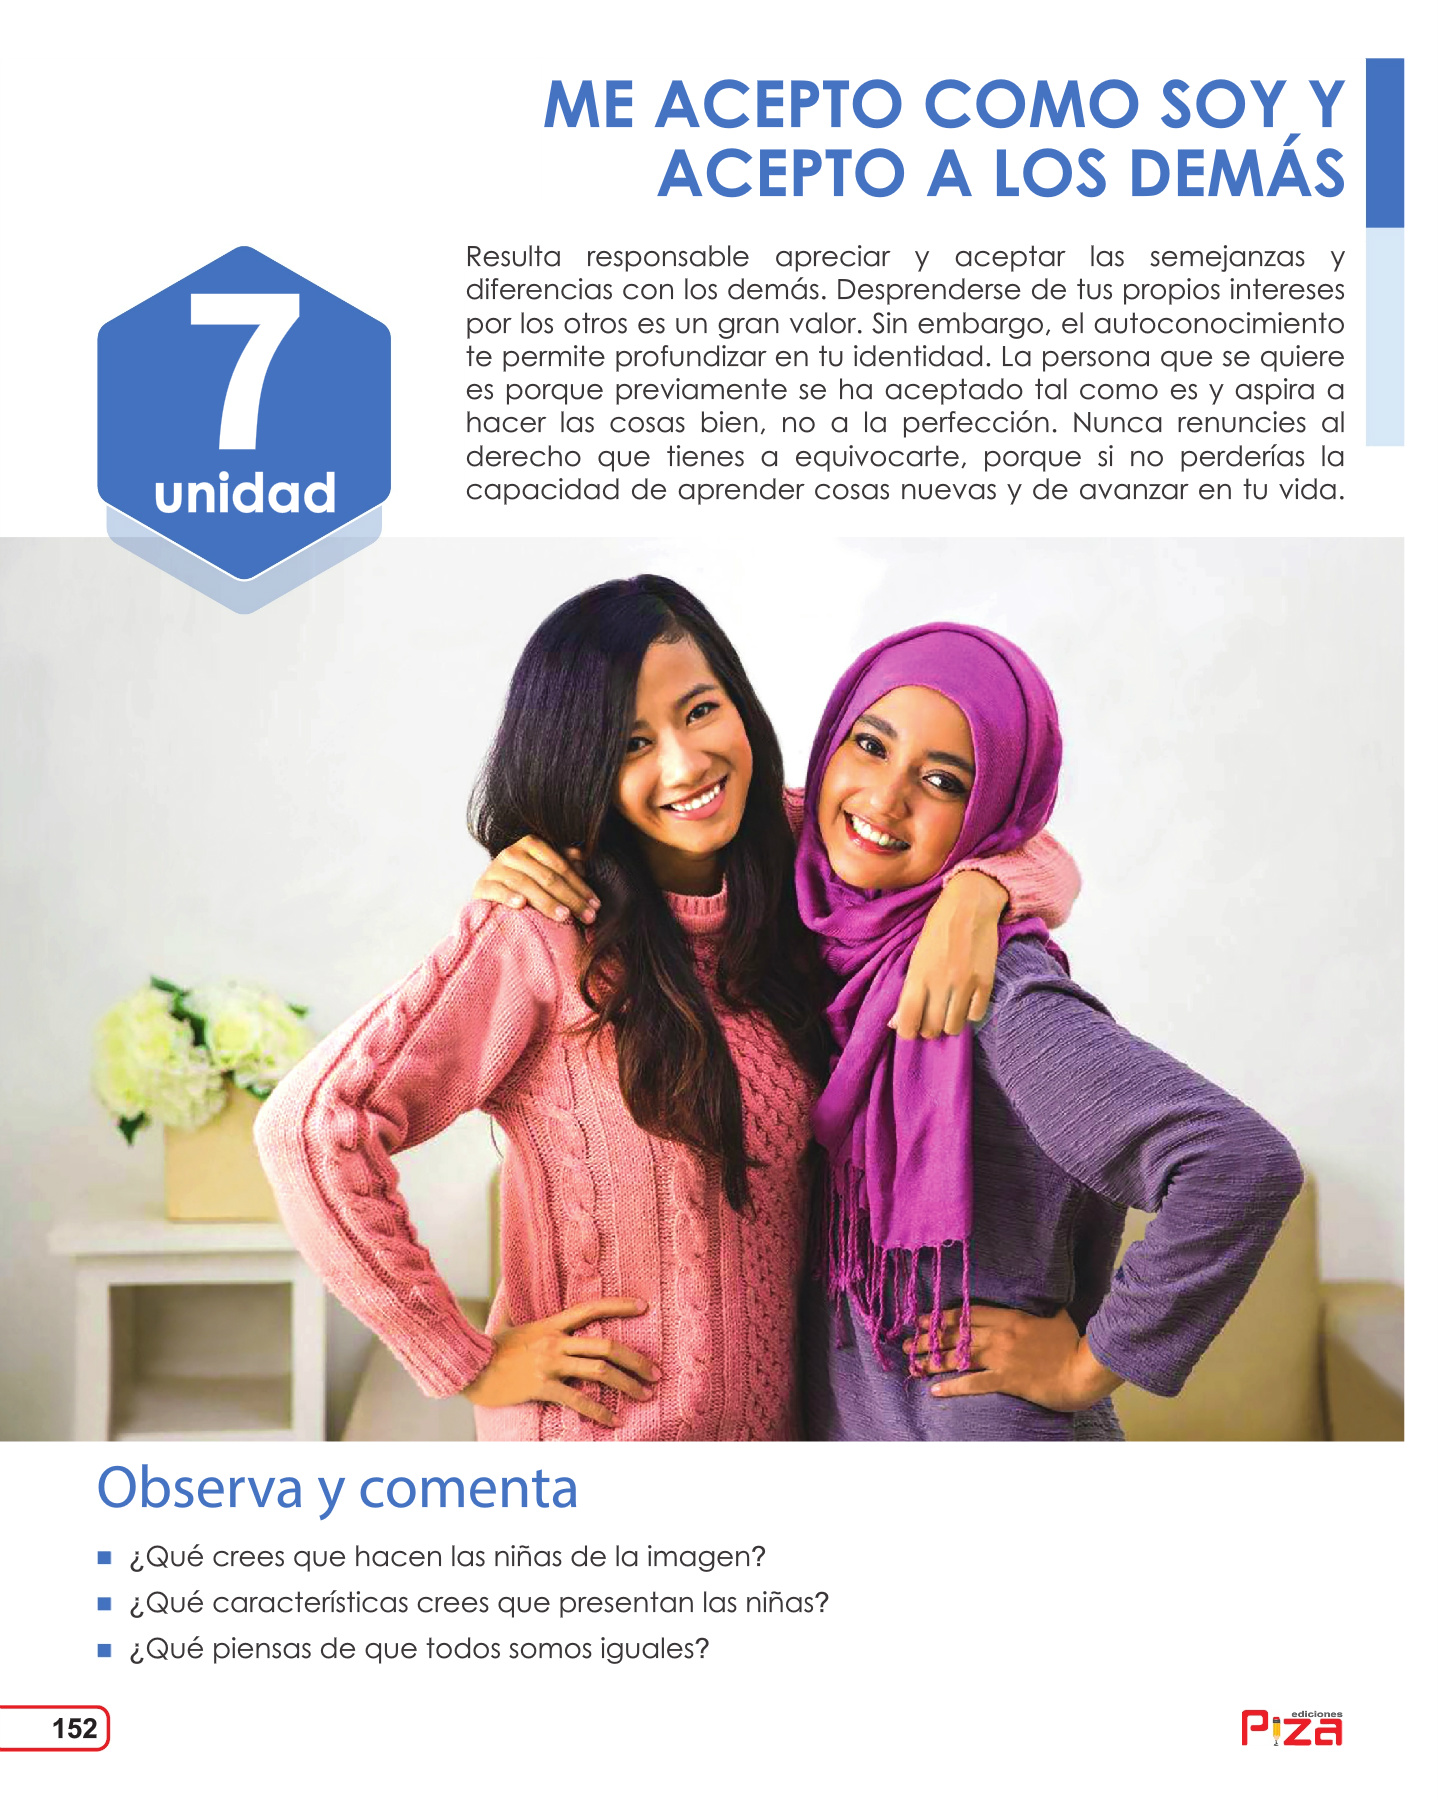 ME ACEPTO COMO SOY Y
ACEPTO A LOS DEMÁS
7
unidad
Resulta responsable apreciar y aceptar las semejanzas y
diferencias con los demás. Desprenderse de tus propios intereses
por los otros es un gran valor. Sin embargo, el autoconocimiento
te permite profundizar en tu identidad. La persona que se quiere
es porque previamente se ha aceptado tal como es y aspira a
hacer las cosas bien, no a la perfección. Nunca renuncies al
derecho que tienes a equivocarte, porque si no perderías la
capacidad de aprender cosas nuevas y de avanzar en tu vida.
Observa y comenta
¿Qué crees que hacen las niñas de la imagen?
¿Qué características crees que presentan las niñas?
¿Qué piensas de que todos somos iguales?
152
ediciones
Piza